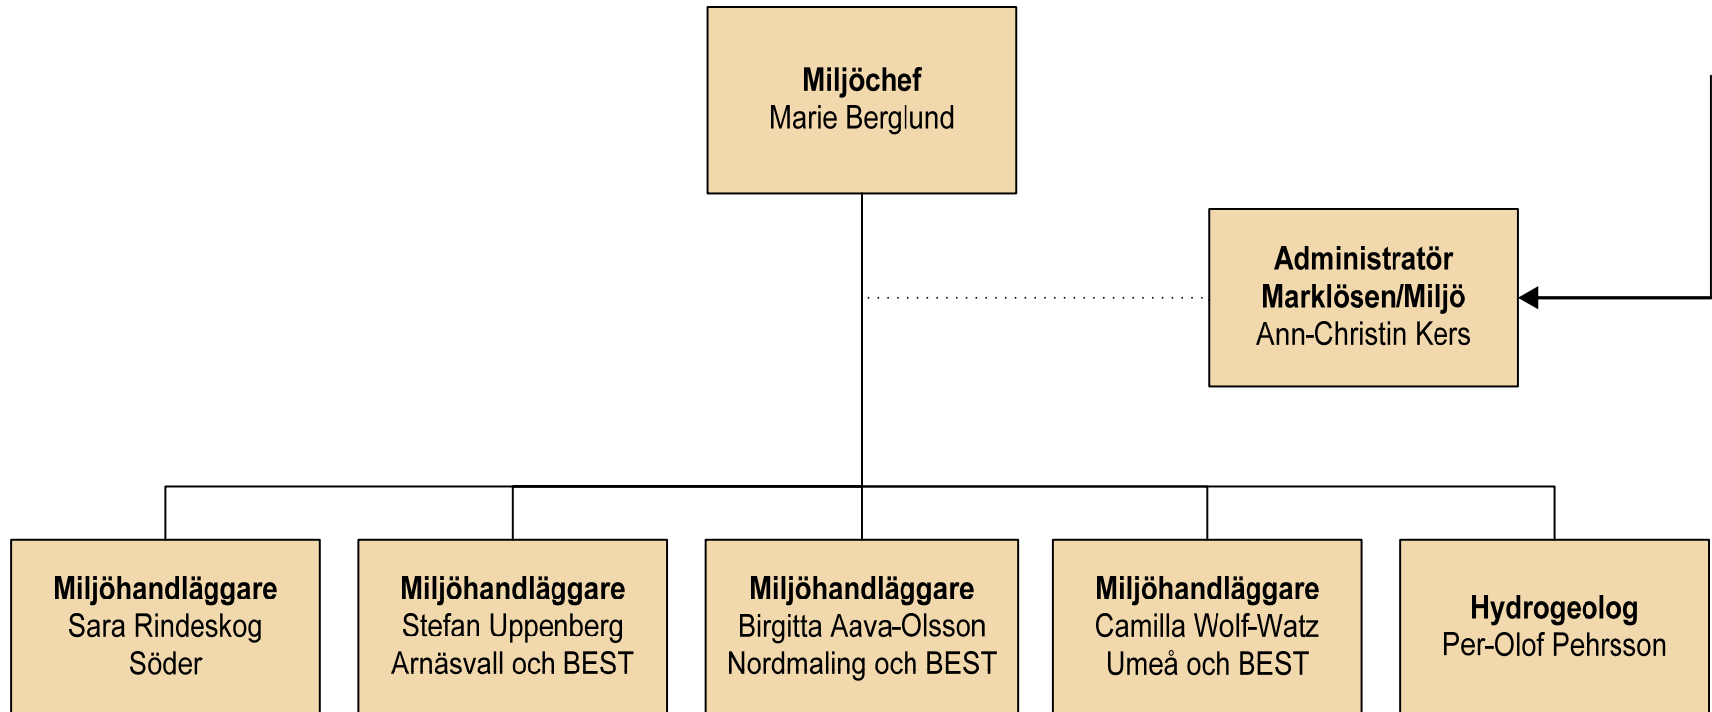 Miljöchef
Marie Berglund
Administratör
Marklösen/Miljö
Ann-Christin Kers
Miljöhandläggare
Sara Rindeskog
Söder
Miljöhandläggare
Stefan Uppenberg
Arnäsvall och BEST
Miljöhandläggare
Birgitta Aava-Olsson
Nordmaling och BEST
Miljöhandläggare
Camilla Wolf-Watz
Umeå och BEST
Hydrogeolog
Per-Olof Pehrsson